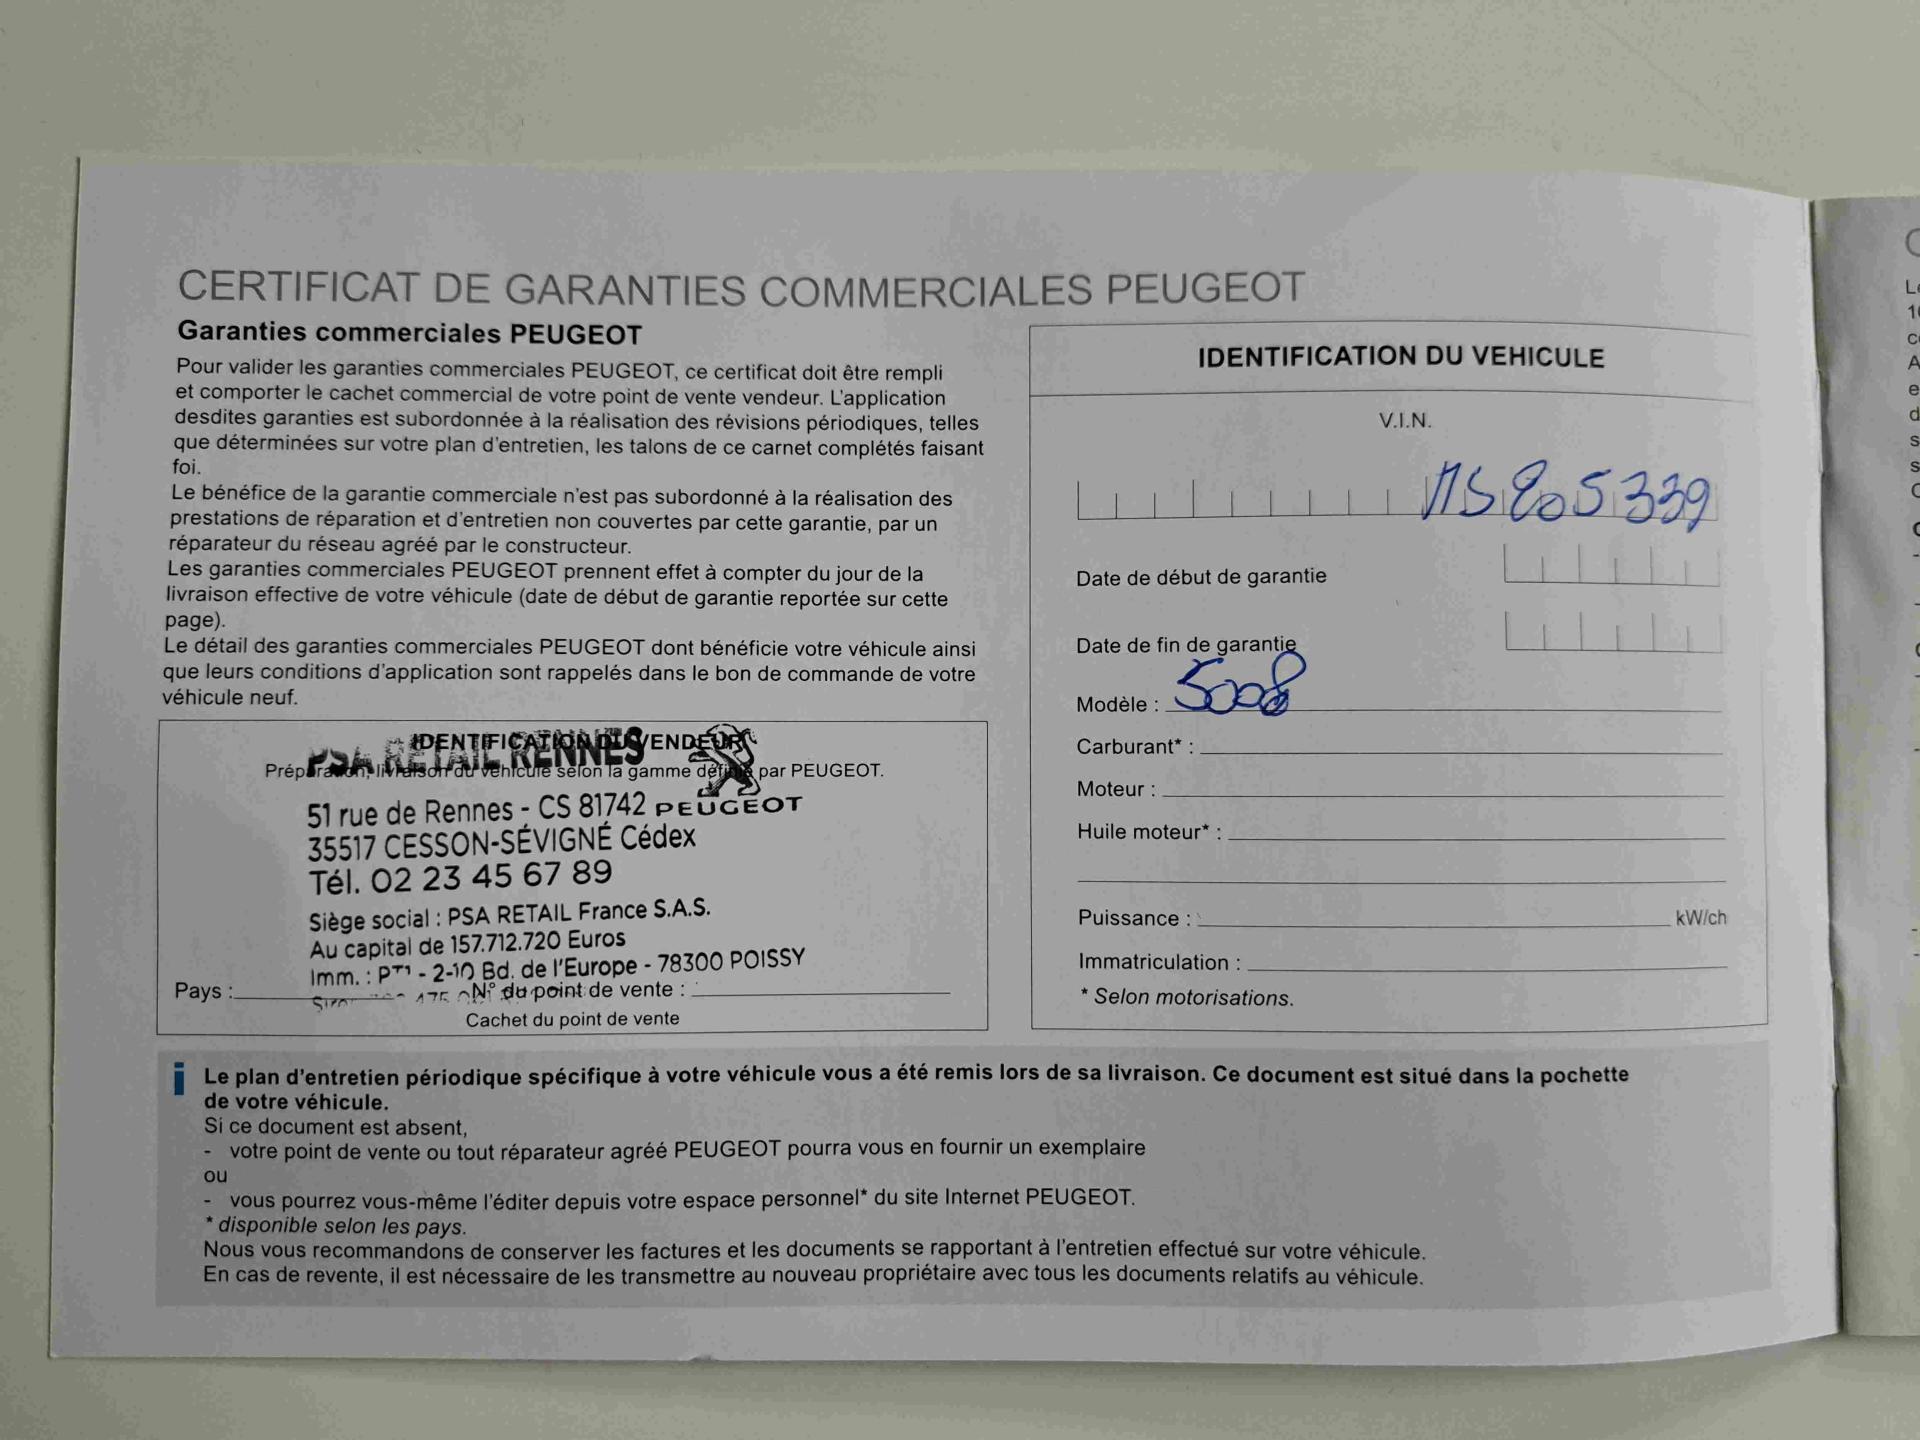 CERTIFICAT DE GARANTIES COMMERCIALES PEUGEOT
Garanties commerciales PEUGEOT
Pour valider les garanties commerciales PEUGEOT, ce certificat doit être rempli
et comporter le cachet commercial de votre point de vente vendeur. L'application
desdites garanties est subordonnée à la réalisation des révisions périodiques, telles
que déterminées sur votre plan d'entretien, les talons de ce carnet complétés faisant
foi.
Le bénéfice de la garantie commerciale n'est pas subordonné à la réalisation des
prestations de réparation et d'entretien non couvertes par cette garantie, par un
réparateur du réseau agréé par le constructeur.
Les garanties commerciales PEUGEOT prennent effet à compter du jour de la
livraison effective de votre véhicule (date de début de garantie reportée sur cette
page).
Le détail des garanties commerciales PEUGEOT dont bénéficie votre véhicule ainsi
que leurs conditions d'application sont rappelés dans le bon de commande de votre
véhicule neuf.
IDENTIFICATION DU VENDEUR
PSA RETAIL RENNES
Préparation, livraison du véhicule selon la gamme définie par PEUGEOT.
51 rue de Rennes - CS 81742 PEUGEOT
35517 CESSON-SÉVIGNÉ Cédex
Tél. 02 23 45 67 89
Siège social : PSA RETAIL France S.A.S.
Au capital de 157.712.720 Euros
Imm. : - 2-10 Bd. de l'Europe - 78300 POISSY
Pays : N° du point de vente :
Cachet du point de vente
IDENTIFICATION DU VEHICULE
V.I.N.
805339
Date de début de garantie
Date de fin de garantie
Modèle : 5008
Carburant* :
Moteur :
Huile moteur* :
Puissance : kW/ch
Immatriculation :
* Selon motorisations.
i Le plan d'entretien périodique spécifique à votre véhicule vous a été remis lors de sa livraison. Ce document est situé dans la pochette
de votre véhicule.
Si ce document est absent,
- votre point de vente ou tout réparateur agréé PEUGEOT pourra vous en fournir un exemplaire
ou
- vous pourrez vous-même l'éditer depuis votre espace personnel* du site Internet PEUGEOT.
* disponible selon les pays.
Nous vous recommandons de conserver les factures et les documents se rapportant à l'entretien effectué sur votre véhicule.
En cas de revente, il est nécessaire de les transmettre au nouveau propriétaire avec tous les documents relatifs au véhicule.